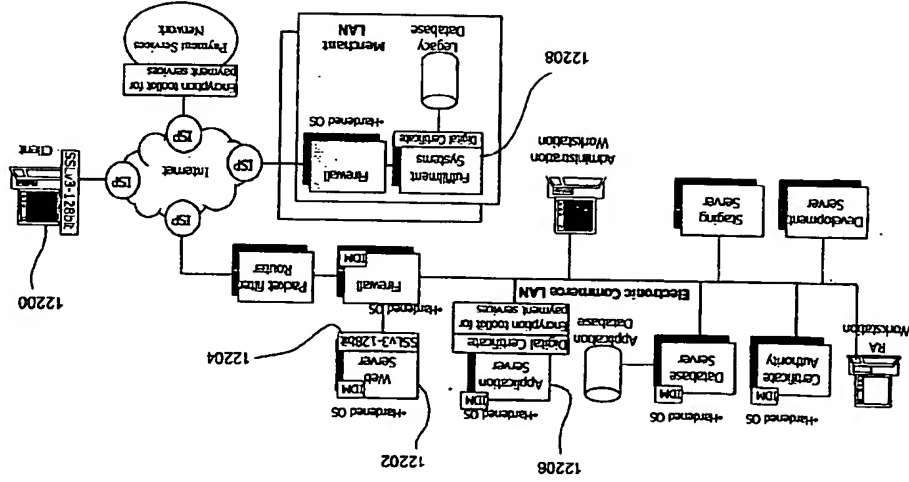 •Hardened OS
IDM
Certificate
Authority
RA
Workstation
•Hardened OS
IDM
Database
Server
Application
Database
12206
•Hardened OS
IDM
Application
Server
Digital Certificate
Encryption toolkit for
payment services
12202
•Hardened OS
IDM
Web
Server
SSLv3-128bit
12204
•Hardened OS
Firewall
IDM
Packet filter
Router
Electronic Commerce LAN
Development
Server
Staging
Server
Administration
Workstation
12208
Fulfilment
Systems
Digital Certificate
Legacy
Database
Firewall
•Hardened OS
Merchant
LAN
ISP
ISP
Internet
ISP
ISP
12200
SSLv3-128bit
Client
Encryption toolkit for
payment services
Payment Services
Network